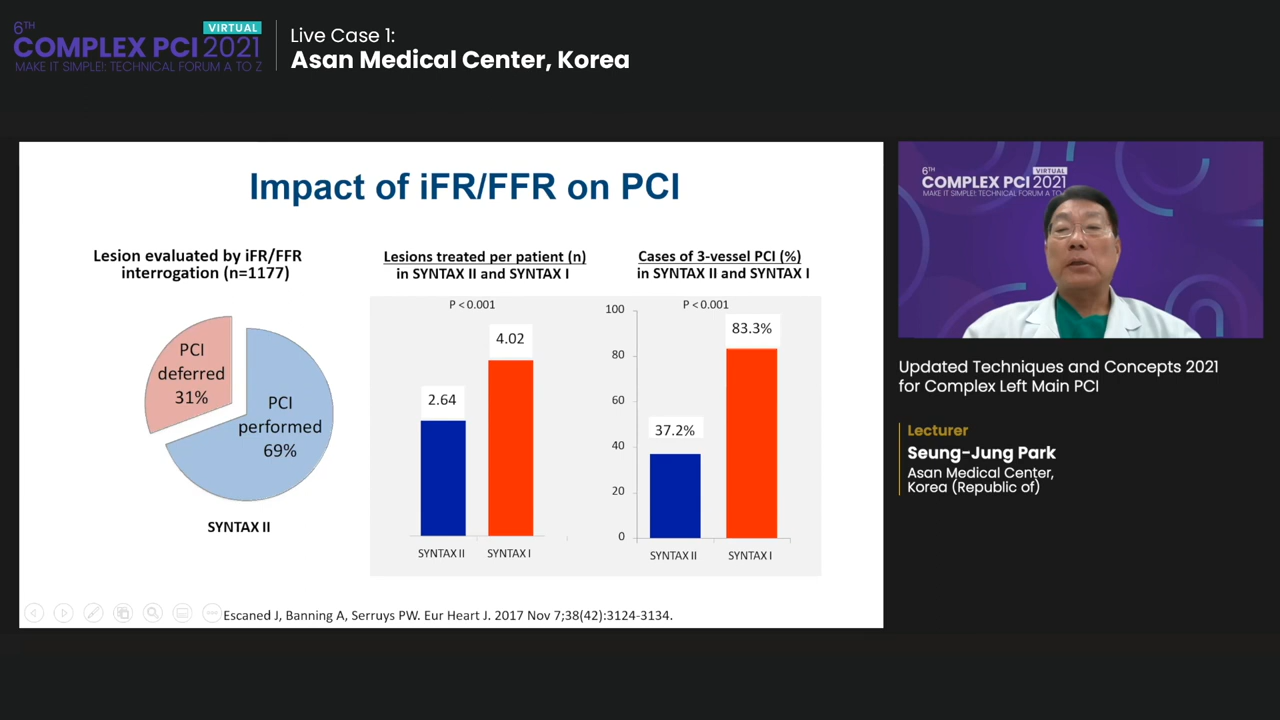 6TH
VIRTUAL
COMPLEX PCI 2021
MAKE IT SIMPLE!: TECHNICAL FORUM A TO Z
Live Case 1:
Asan Medical Center, Korea
Impact of iFR/FFR on PCI
Lesion evaluated by iFR/FFR
interrogation (n=1177)
PCI
deferred
31%
PCI
performed
69%
SYNTAX II
Lesions treated per patient (n)
in SYNTAX II and SYNTAX I
P < 0.001
2.64
4.02
SYNTAX II
SYNTAX I
Cases of 3-vessel PCI (%)
in SYNTAX II and SYNTAX I
P < 0.001
100
80
60
40
20
0
37.2%
83.3%
SYNTAX II
SYNTAX I
Escaned J, Banning A, Serruys PW. Eur Heart J. 2017 Nov 7;38(42):3124-3134.
6TH
VIRTUAL
COMPLEX PCI 2021
MAKE IT SIMPLE!: TECHNICAL FORUM A TO Z
Updated Techniques and Concepts 2021
for Complex Left Main PCI
Lecturer
Seung-Jung Park
Asan Medical Center,
Korea (Republic of)